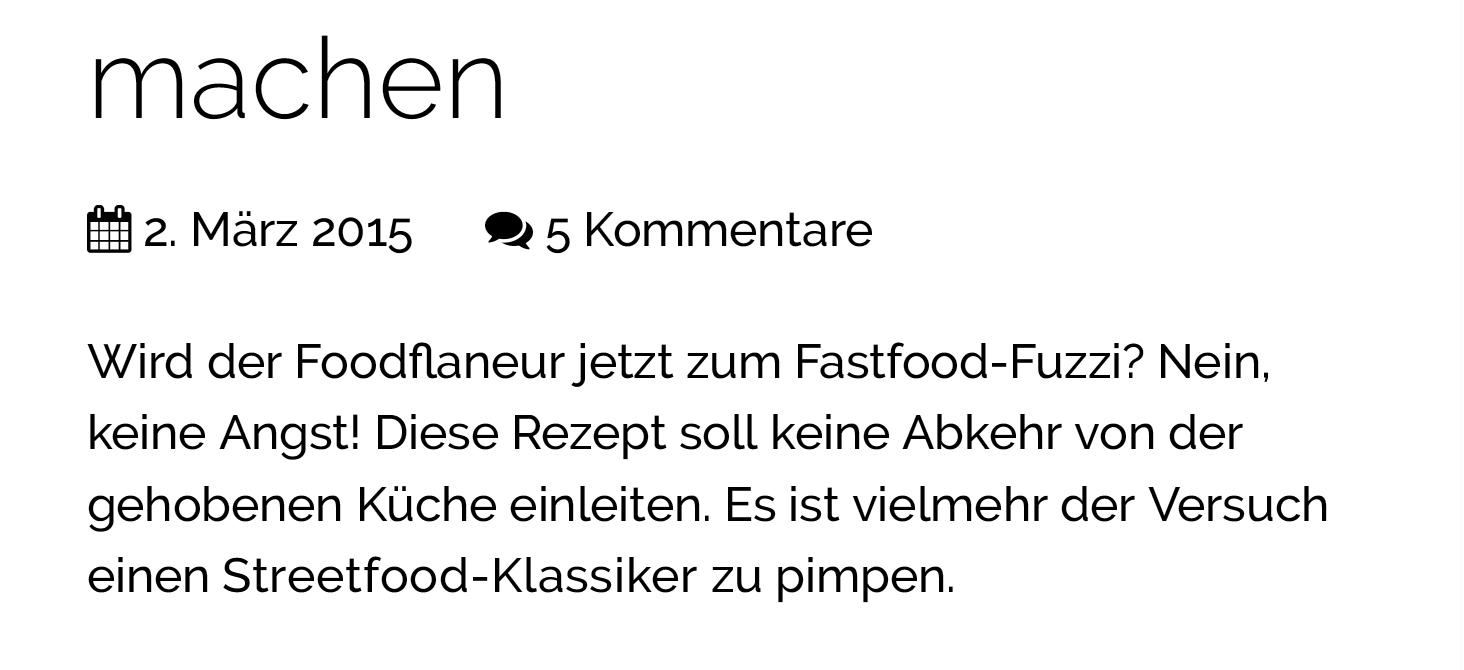 machen
2. März 2015 5 Kommentare
Wird der Foodflaneur jetzt zum Fastfood-Fuzzi? Nein,
keine Angst! Diese Rezept soll keine Abkehr von der
gehobenen Küche einleiten. Es ist vielmehr der Versuch
einen Streetfood-Klassiker zu pimpen.